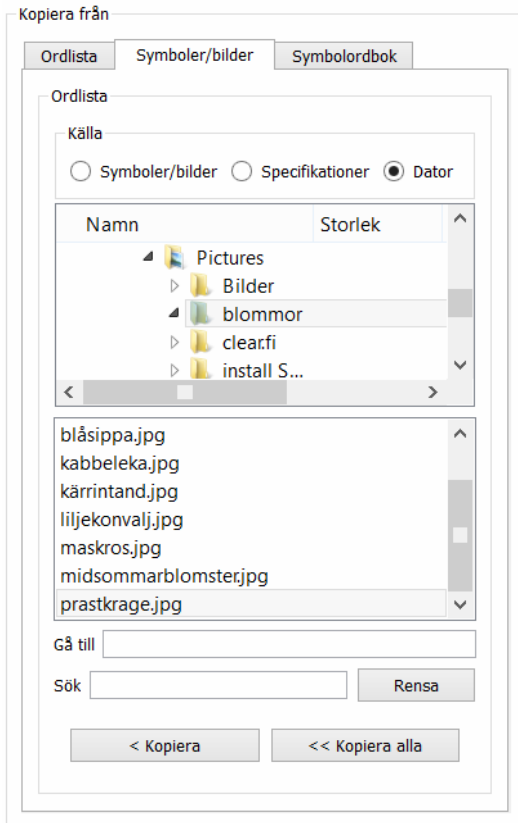 Kopiera från
Ordlista Symboler/bilder Symbolordbok
Ordlista
Källa
Symboler/bilder Specifikationer Dator
Namn Storlek
Pictures
Bilder
blommor
clear.fi
install S...
blåsippa.jpg
kabbeleka.jpg
kärrintand.jpg
liljekonvalj.jpg
maskros.jpg
midsommarblomster.jpg
prastkrage.jpg
Gå till
Sök Rensa
< Kopiera << Kopiera alla